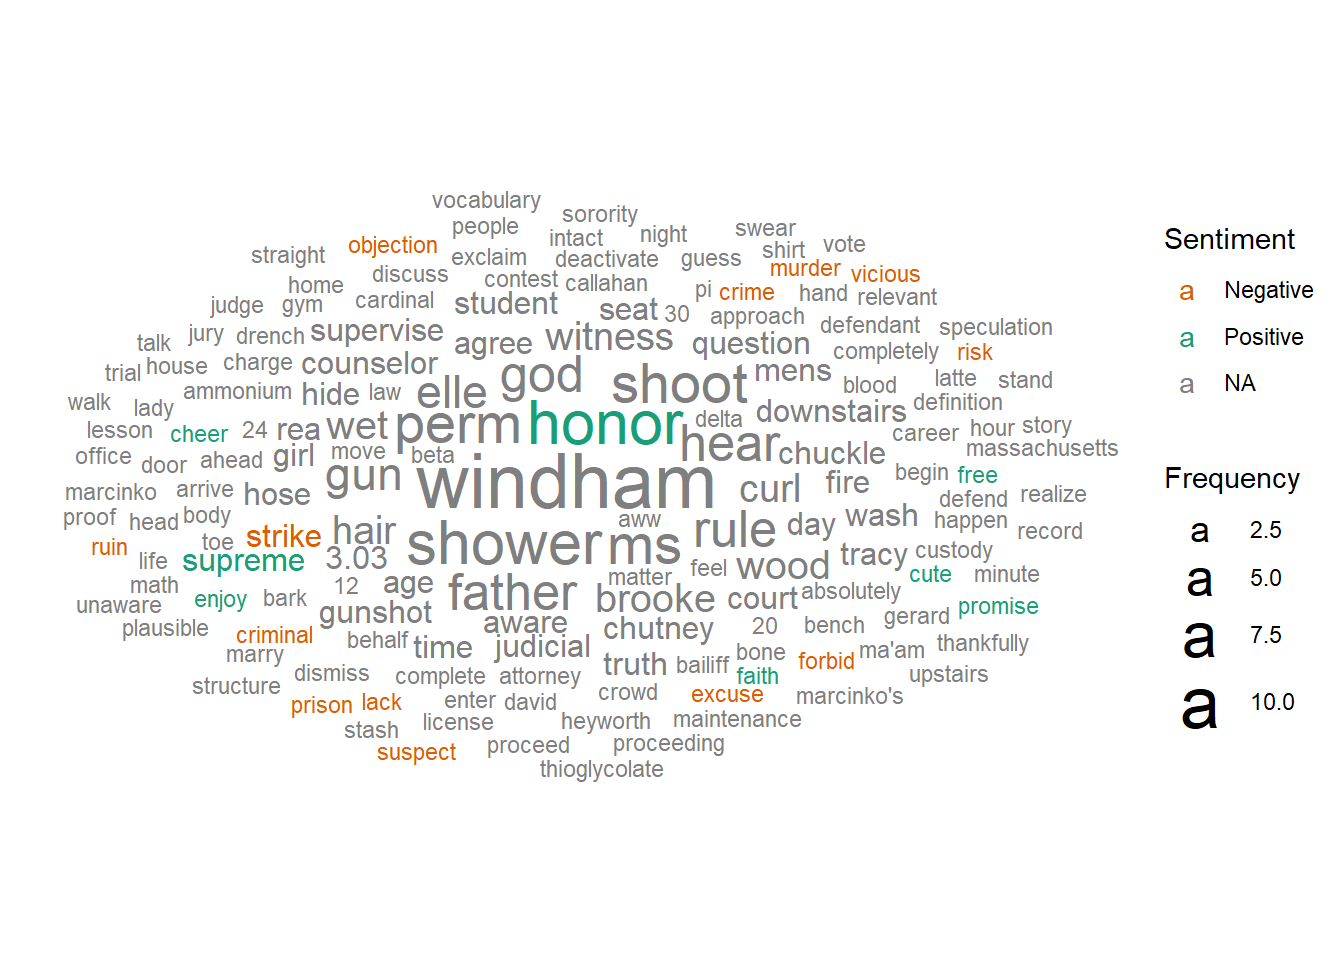 vocabulary
sorority
people
swear
night
intact
vote
objection
shirt
straight
exclaim
deactivate
guess
murder
vicious
discuss
contest
callahan
home
pi
crime
hand
relevant
cardinal
student
judge
gym
seat
30
approach
defendant
speculation
jury
drench
supervise
witness
question
talk
agree
completely
risk
charge
counselor
house
trial
god
shoot
mens
blood
latte
stand
ammonium
hide
law
elle
walk
lady
definition
downstairs
perm
honor
delta
lesson
cheer
24
rea
wet
career
hour
story
massachusetts
office
door
ahead
girl
move
beta
hear
chuckle
begin
free
marcinko
arrive
hose
gun
windham
curl
fire
defend
realize
proof
head
body
wash
happen
record
ruin
toe
strike
hair
aww
rule
day
life
supreme
3.03
shower
ms
wood
tracy
custody
math
12
age
matter
feel
cute
minute
unaware
enjoy
bark
father
brooke
court
absolutely
promise
plausible
gunshot
aware
chutney
20
bench
gerard
criminal
behalf
time
judicial
truth
bailiff
bone
forbid
ma'am
thankfully
marry
dismiss
complete
attorney
faith
upstairs
structure
prison
lack
enter
david
crowd
excuse
marcinko's
stash
license
heyworth
maintenance
suspect
proceed
proceeding
thioglycolate
Sentiment
a Negative
a Positive
a NA
Frequency
a 2.5
a 5.0
a 7.5
a 10.0